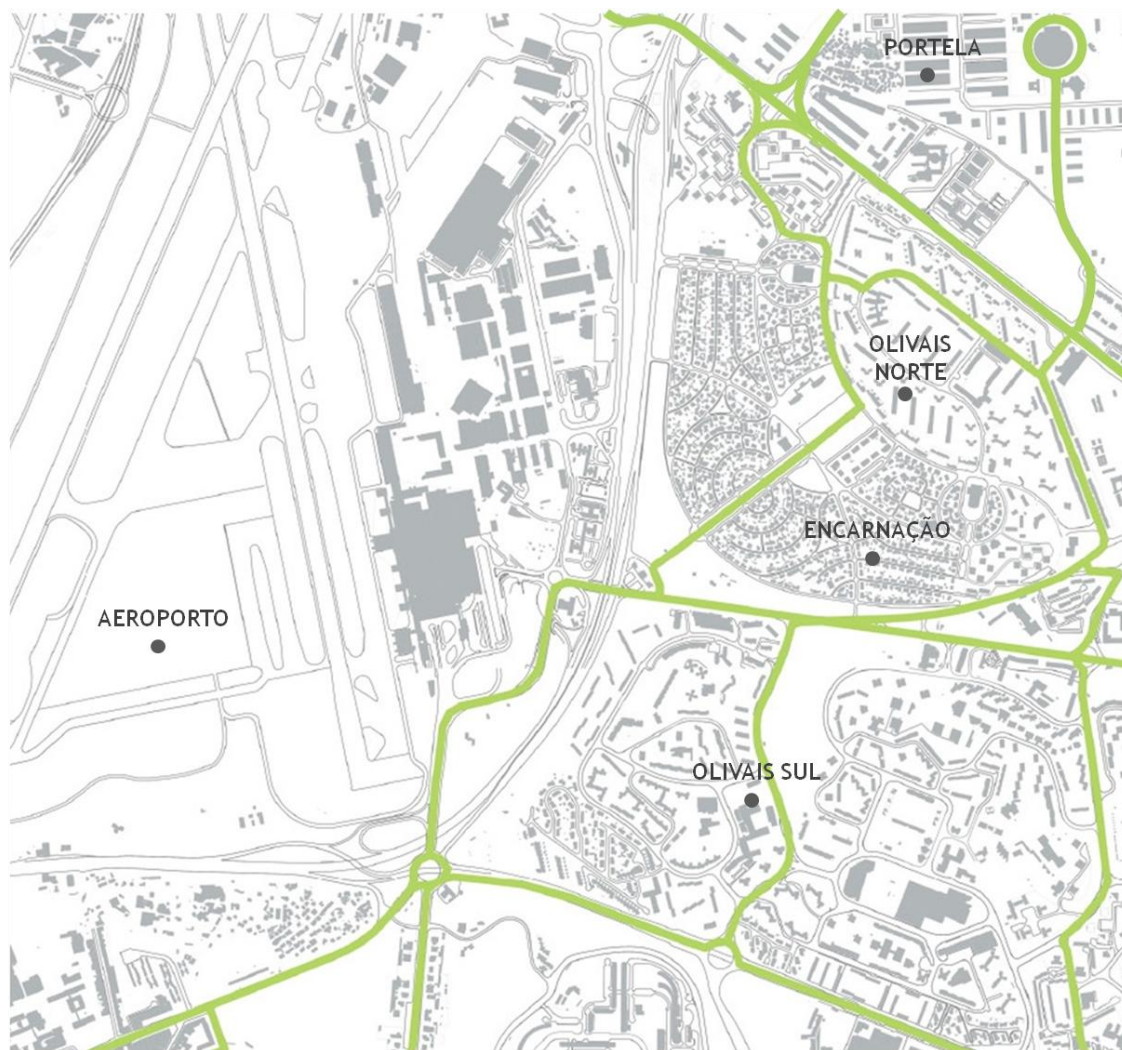 PORTELA
OLIVAIS
NORTE
ENCARNAÇÃO
AEROPORTO
OLIVAIS SUL